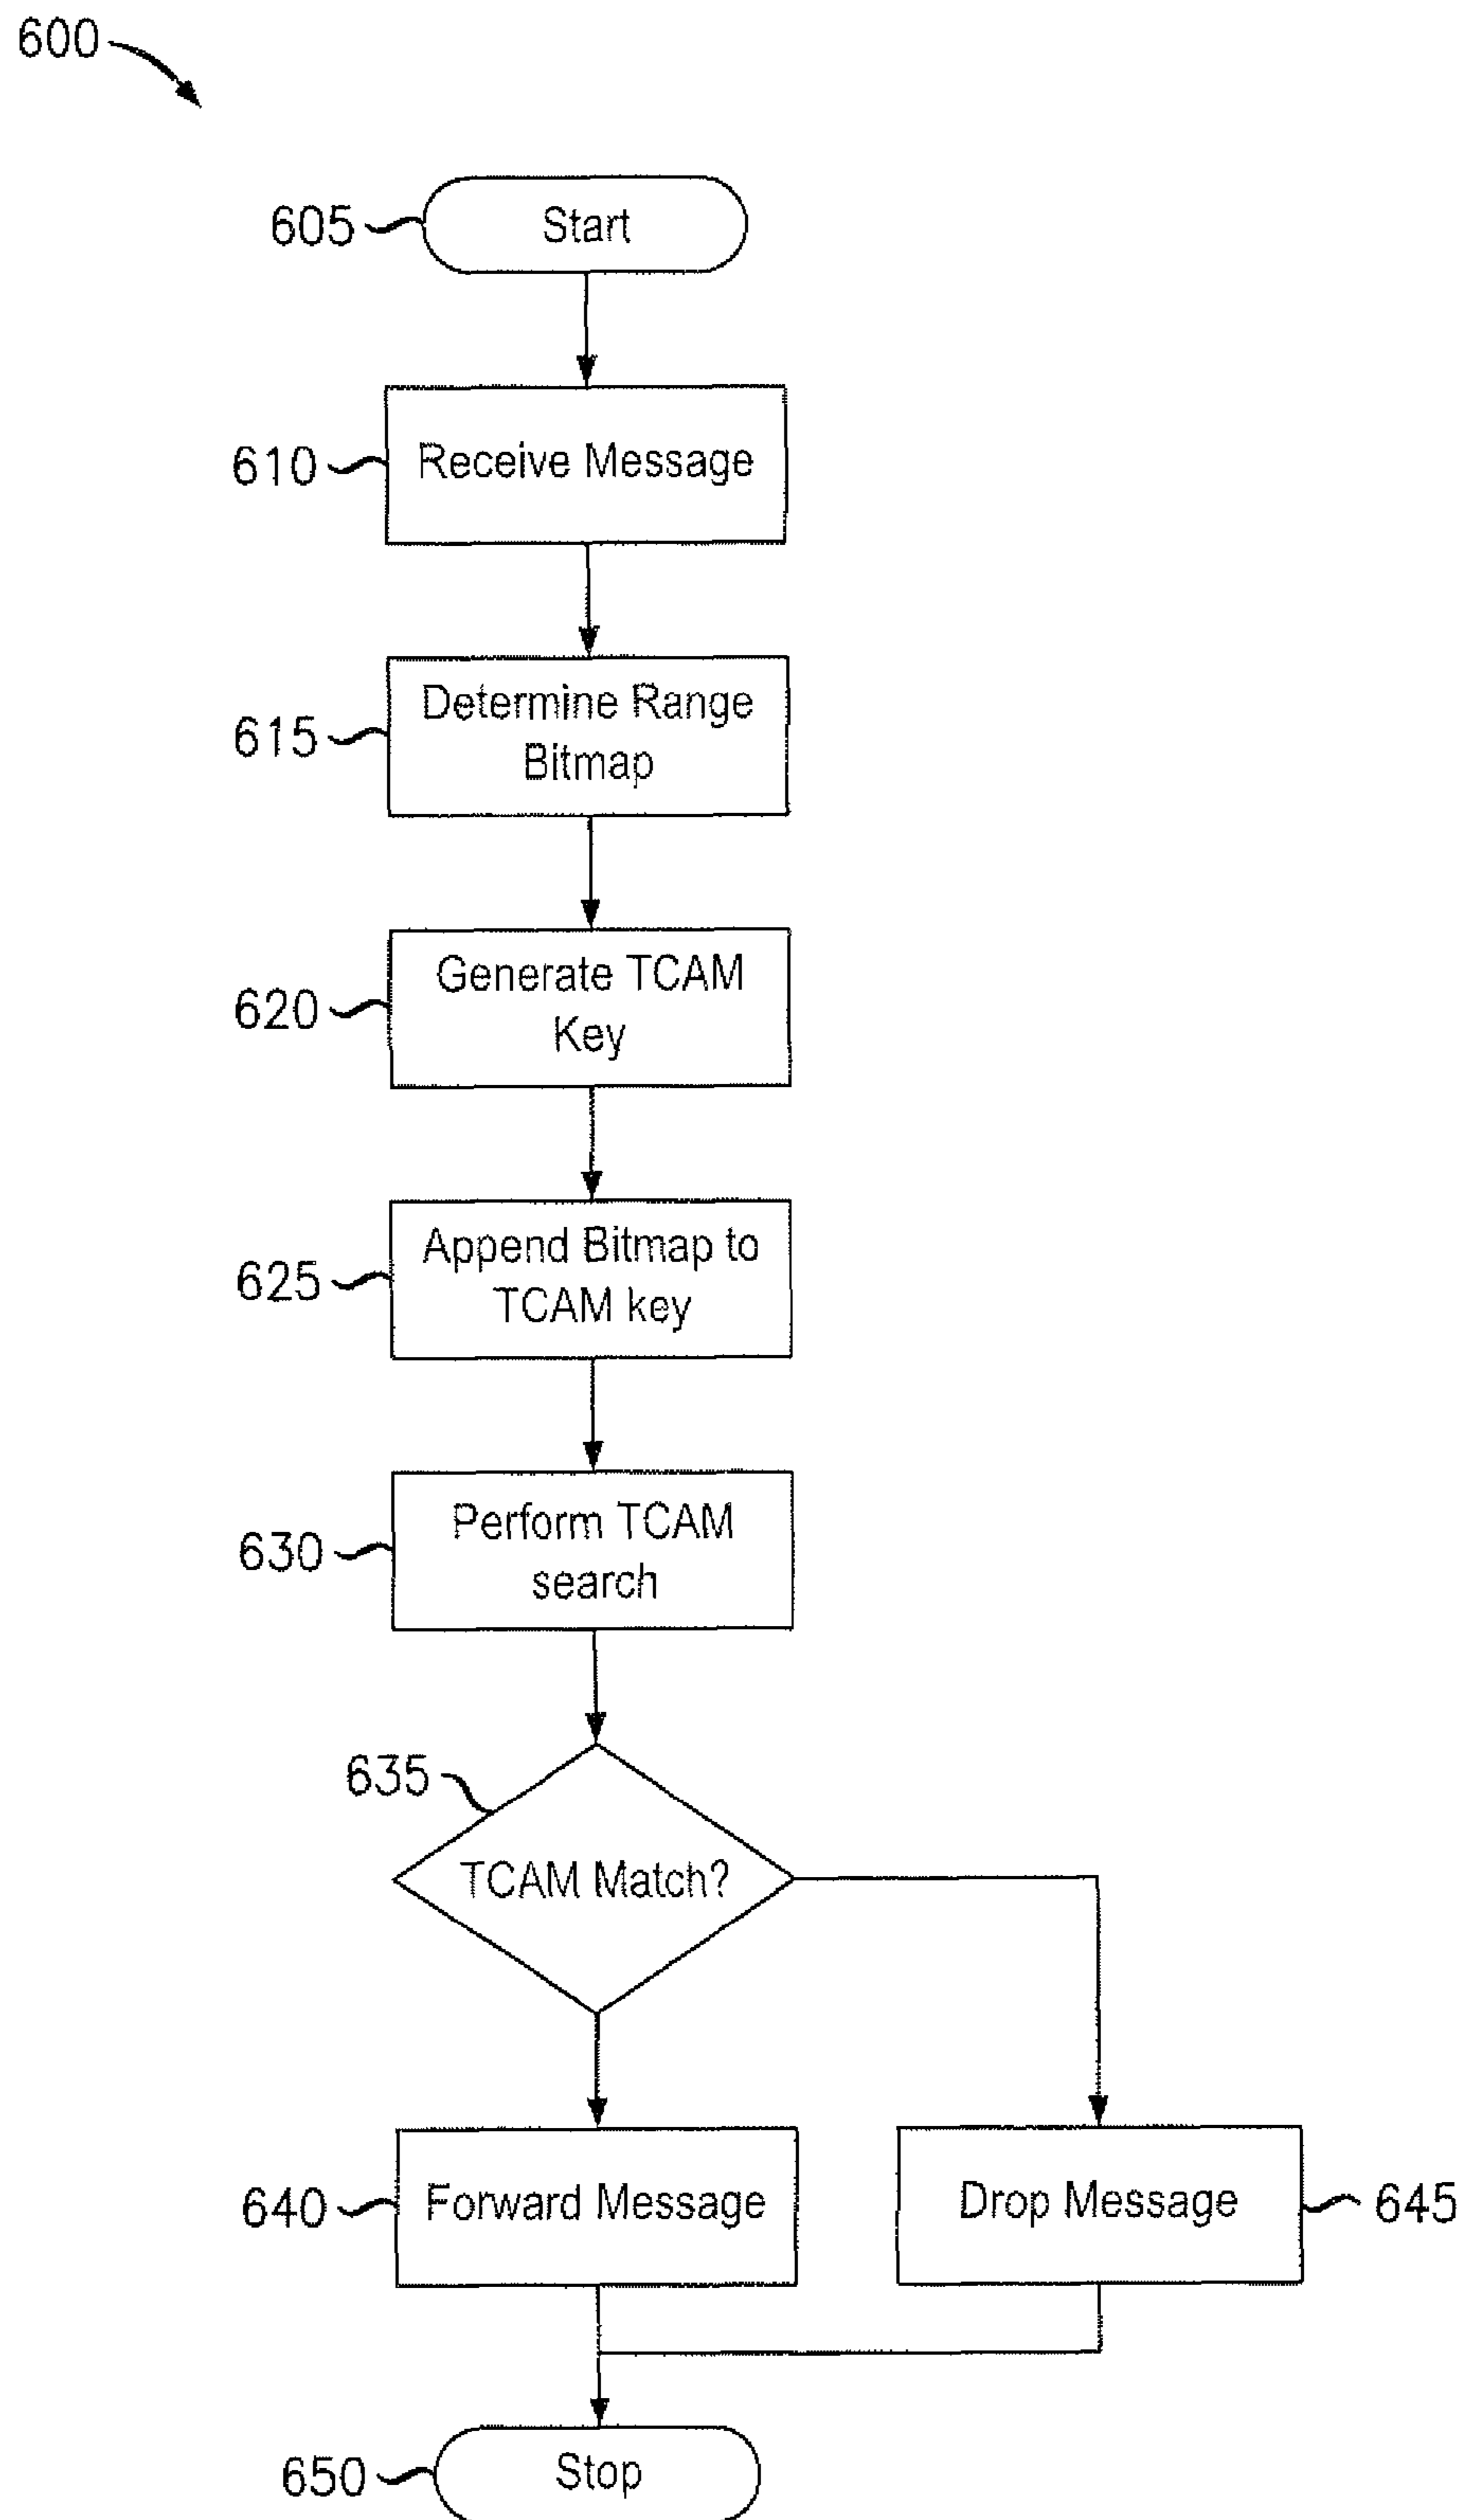 600
605
Start
610
Receive Message
615
Determine Range
Bitmap
620
Generate TCAM
Key
625
Append Bitmap to
TCAM key
630
Perform TCAM
search
635
TCAM Match?
640
Forward Message
Drop Message
645
650
Stop